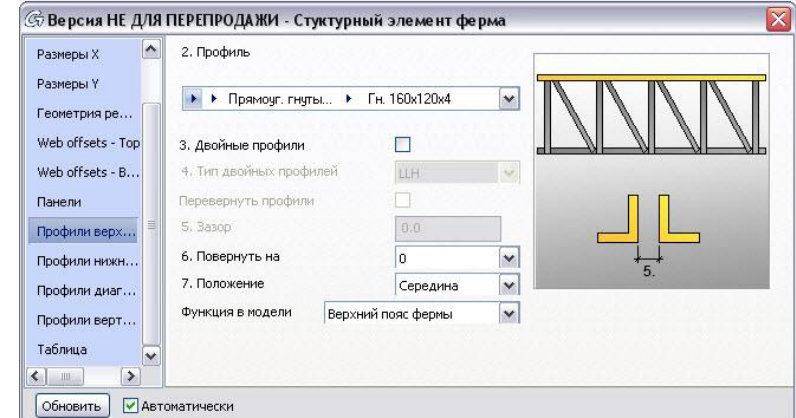 Версия НЕ ДЛЯ ПЕРЕПРОДАЖИ - Стуктурный элемент ферма
Размеры X
Размеры Y
Геометрия ре...
Web offsets - Top
Web offsets - B...
Панели
Профили верх...
Профили нижн...
Профили диаг...
Профили верт...
Таблица
2. Профиль
Прямоуг. гнуты... Гн. 160x120x4
3. Двойные профили
4. Тип двойных профилей LLH
Перевернуть профили
5. Зазор 0.0
6. Повернуть на 0
7. Положение Середина
Функция в модели Верхний пояс фермы
5.
Обновить Автоматически